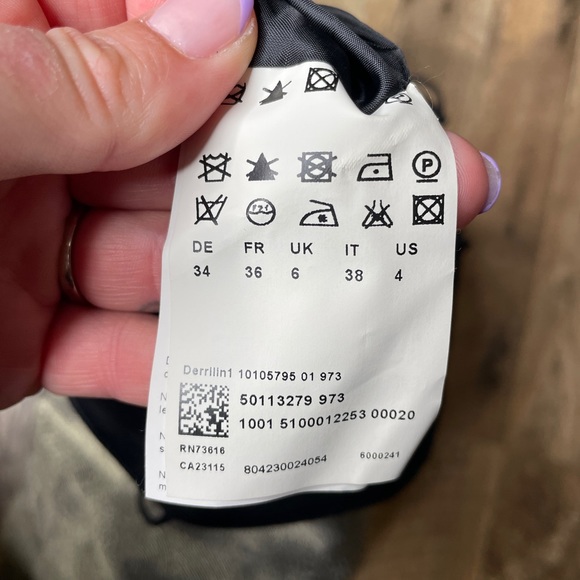 P
DE FR UK IT US
34 36 6 38 4
Derrilin1 10105795 01 973
50113279 973
1001 5100012253 00020
RN73616
CA23115 804230024054 6000241